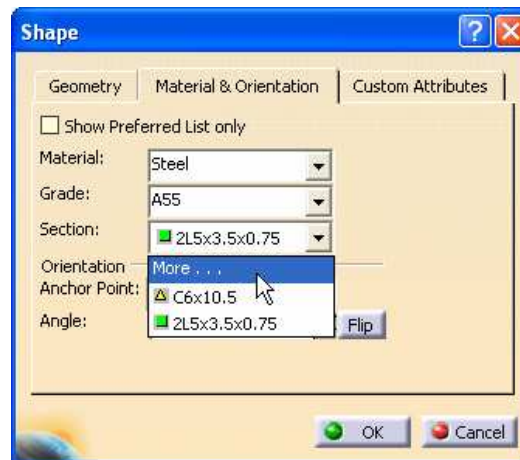 Shape
Geometry Material & Orientation Custom Attributes
Show Preferred List only
Material: Steel
Grade: A55
Section: 2L5x3.5x0.75
Orientation More . . .
Anchor Point: C6x10.5
Angle: 2L5x3.5x0.75 Flip
OK Cancel